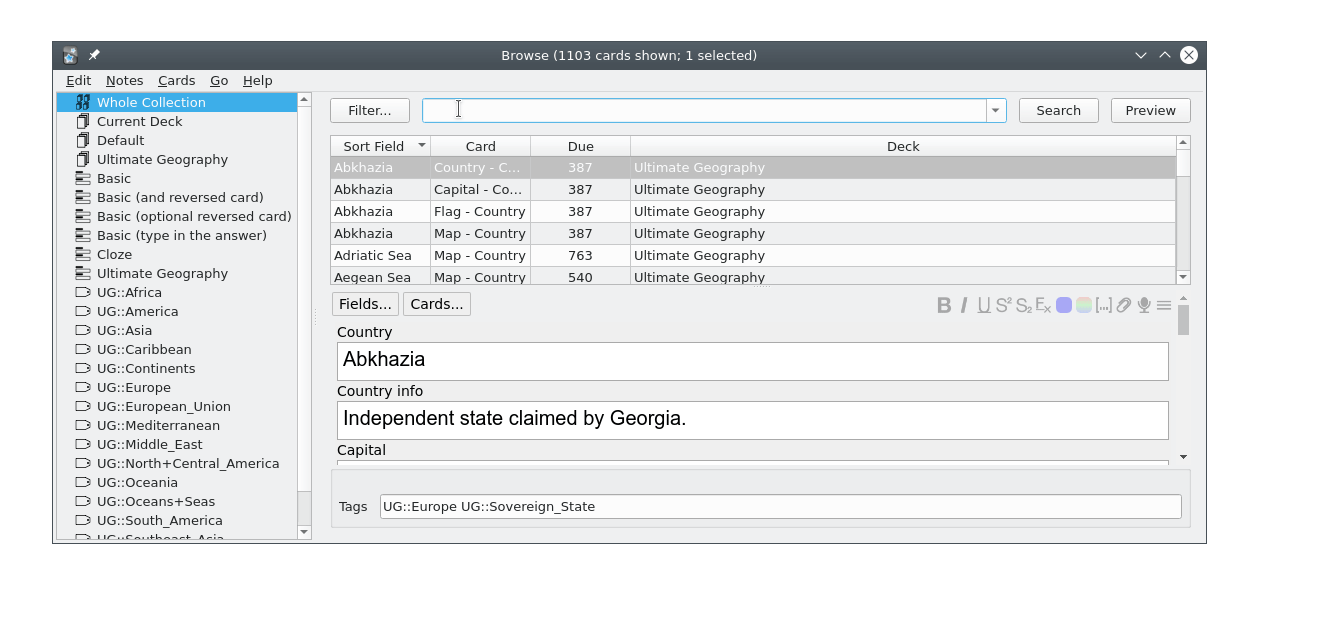 Browse (1103 cards shown; 1 selected)
Edit Notes Cards Go Help
Whole Collection
Current Deck
Default
Ultimate Geography
Basic
Basic (and reversed card)
Basic (optional reversed card)
Basic (type in the answer)
Cloze
Ultimate Geography
UG::Africa
UG::America
UG::Asia
UG::Caribbean
UG::Continents
UG::Europe
UG::European_Union
UG::Mediterranean
UG::Middle_East
UG::North+Central_America
UG::Oceania
UG::Oceans+Seas
UG::South_America
UG::Southeast_Asia
Filter... Search Preview
Sort Field Card Due Deck
Abkhazia Country - C... 387 Ultimate Geography
Abkhazia Capital - Co... 387 Ultimate Geography
Abkhazia Flag - Country 387 Ultimate Geography
Abkhazia Map - Country 387 Ultimate Geography
Adriatic Sea Map - Country 763 Ultimate Geography
Aegean Sea Map - Country 540 Ultimate Geography
Fields... Cards... B I U S² S₂ Ex [...]
Country
Abkhazia
Country info
Independent state claimed by Georgia.
Capital
Tags UG::Europe UG::Sovereign_State